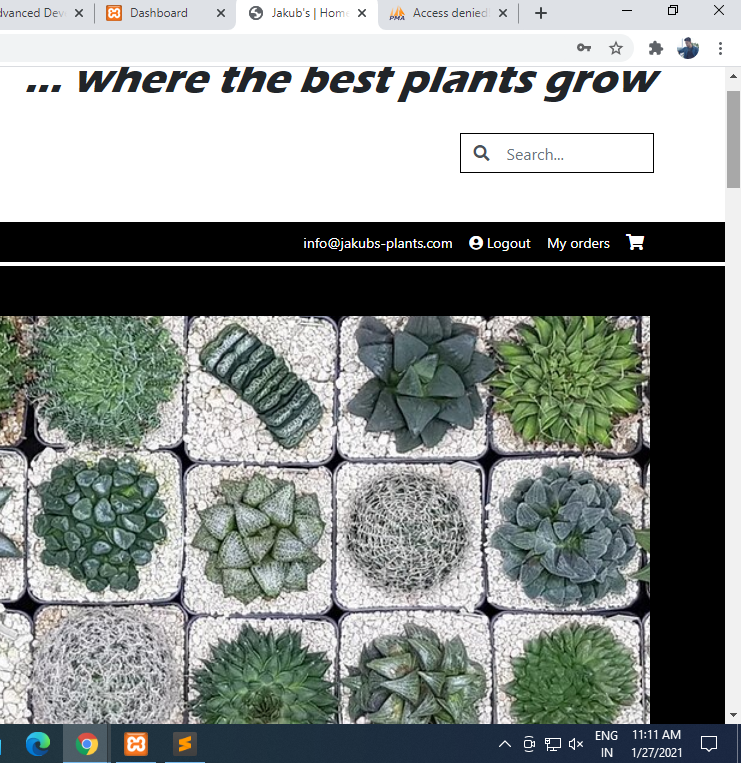 dvanced Dev
Dashboard
Jakub's | Hom
PMA
Access denied
... where the best plants grow
Search...
info@jakubs-plants.com Logout My orders
ENG 11:11 AM
IN 1/27/2021